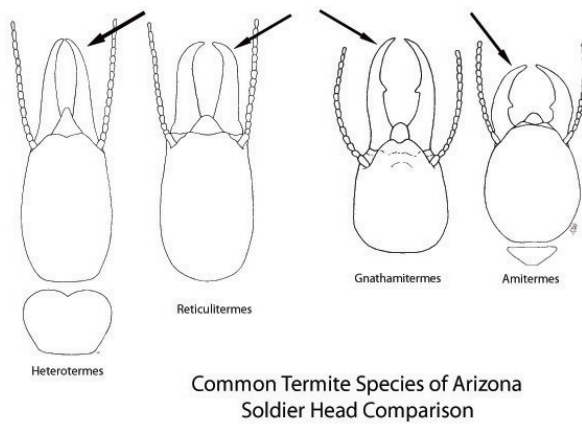 Gnathamitermes
Amitermes
Reticulitermes
Heterotermes
Common Termite Species of Arizona
Soldier Head Comparison